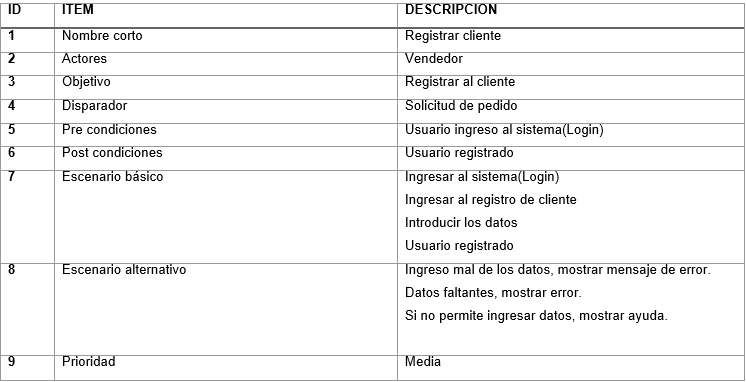 ID ITEM DESCRIPCION
1 Nombre corto Registrar cliente
2 Actores Vendedor
3 Objetivo Registrar al cliente
4 Disparador Solicitud de pedido
5 Pre condiciones Usuario ingreso al sistema(Login)
6 Post condiciones Usuario registrado
7 Escenario básico Ingresar al sistema(Login)
Ingresar al registro de cliente
Introducir los datos
Usuario registrado
8 Escenario alternativo Ingreso mal de los datos, mostrar mensaje de error.
Datos faltantes, mostrar error.
Si no permite ingresar datos, mostrar ayuda.
9 Prioridad Media